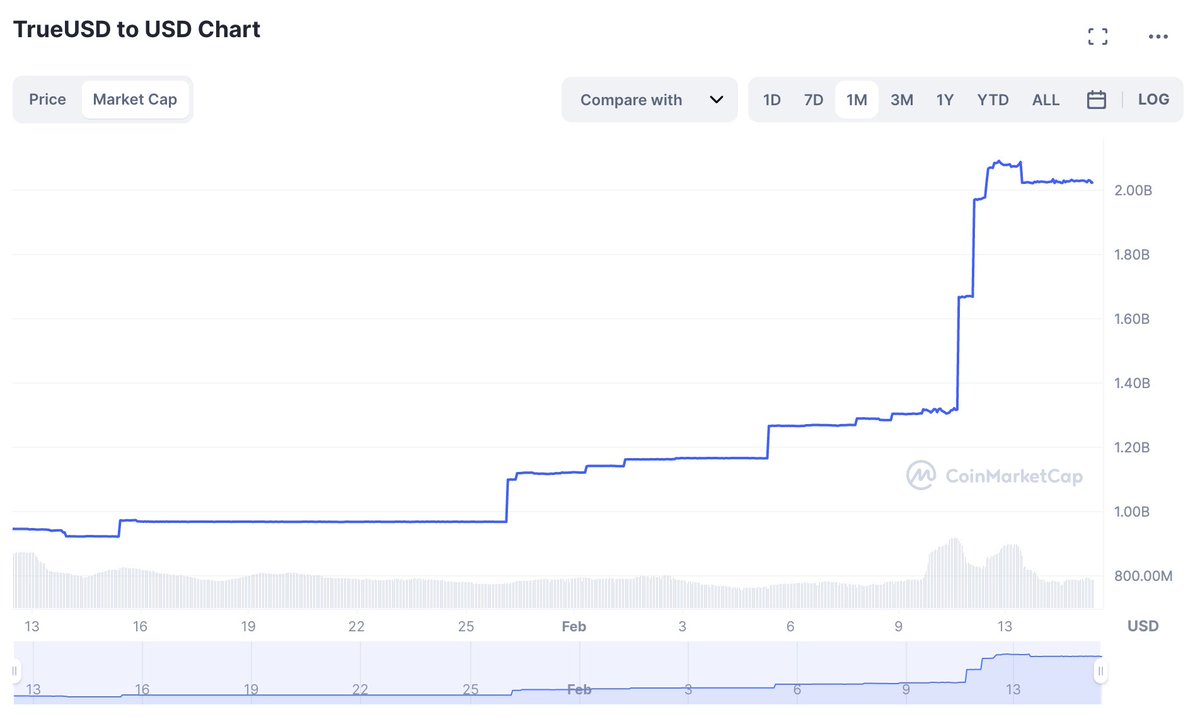 TrueUSD to USD Chart
Price Market Cap Compare with 1D 7D 1M 3M 1Y YTD ALL LOG
2.00B
1.80B
1.60B
1.40B
1.20B
CoinMarketCap
1.00B
800.00M
13 16 19 22 25 Feb 3 6 9 13 USD
13 16 19 22 25 Feb 3 6 9 13